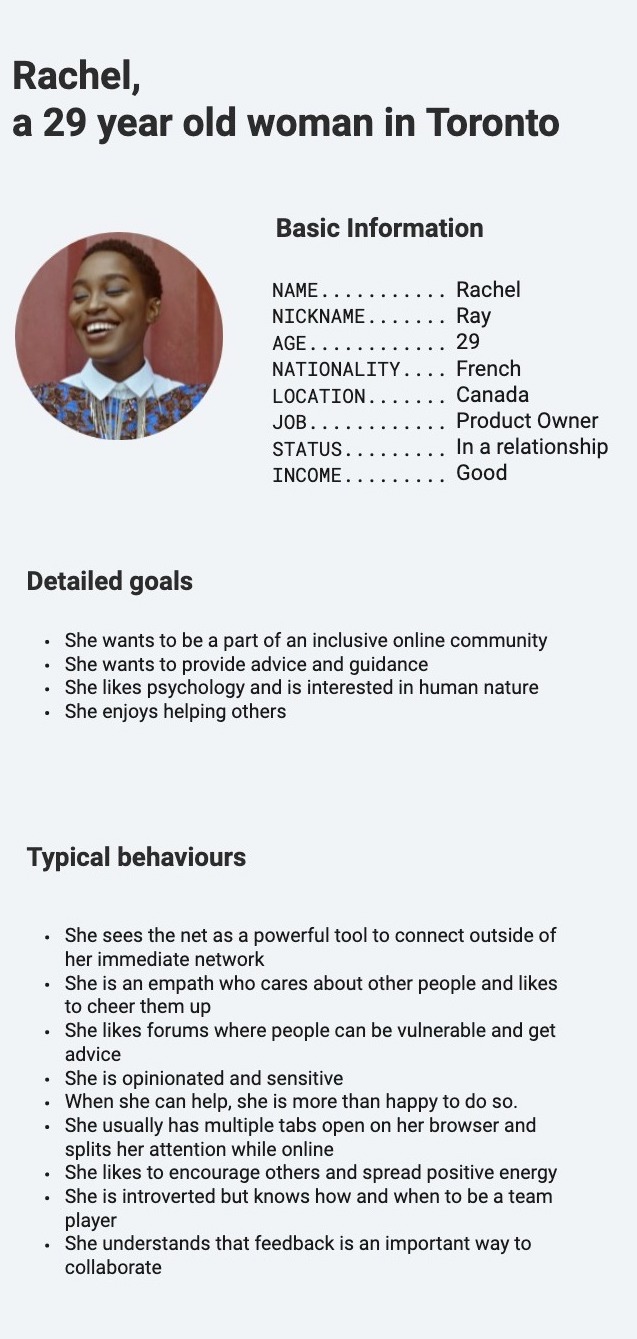 Rachel,
a 29 year old woman in Toronto
Basic Information
NAME........... Rachel
NICKNAME....... Ray
AGE............ 29
NATIONALITY.... French
LOCATION....... Canada
JOB............ Product Owner
STATUS......... In a relationship
INCOME......... Good
Detailed goals
• She wants to be a part of an inclusive online community
• She wants to provide advice and guidance
• She likes psychology and is interested in human nature
• She enjoys helping others
Typical behaviours
• She sees the net as a powerful tool to connect outside of
her immediate network
• She is an empath who cares about other people and likes
to cheer them up
• She likes forums where people can be vulnerable and get
advice
• She is opinionated and sensitive
• When she can help, she is more than happy to do so.
• She usually has multiple tabs open on her browser and
splits her attention while online
• She likes to encourage others and spread positive energy
• She is introverted but knows how and when to be a team
player
• She understands that feedback is an important way to
collaborate